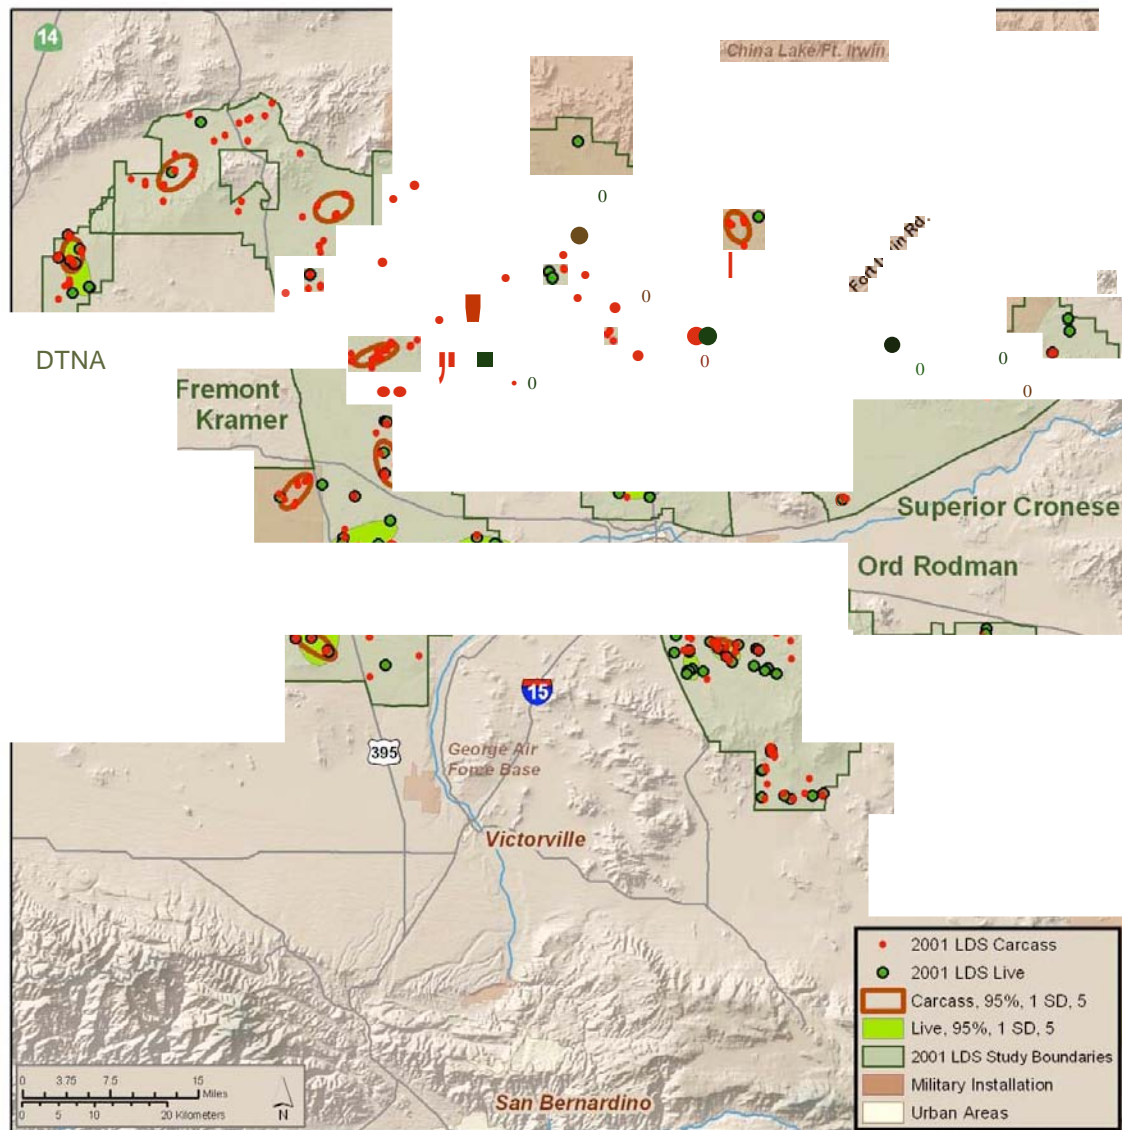 14
China Lake/Ft. Irwin
0
Fort Irwin Rd.
0
DTNA
0
0
0
0
0
Fremont
Kramer
Superior Cronese
Ord Rodman
15
395
George Air
Force Base
Victorville
2001 LDS Carcass
2001 LDS Live
Carcass, 95%, 1 SD, 5
Live, 95%, 1 SD, 5
2001 LDS Study Boundaries
Military Installation
Urban Areas
0 3.75 7.5 15
Miles
0 5 10 20 Kilometers
N
San Bernardino